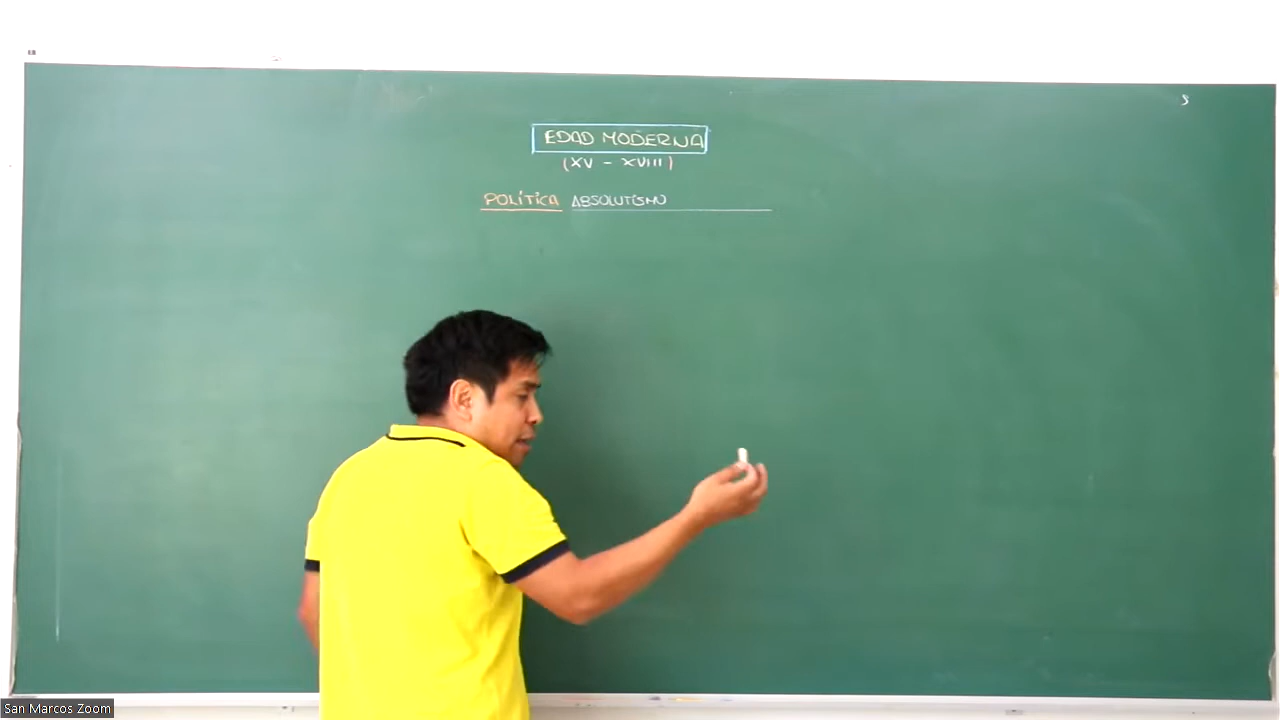 EDAD MODERNA
(XV - XVIII)
POLÍTICA ABSOLUTISMO
San Marcos Zoom